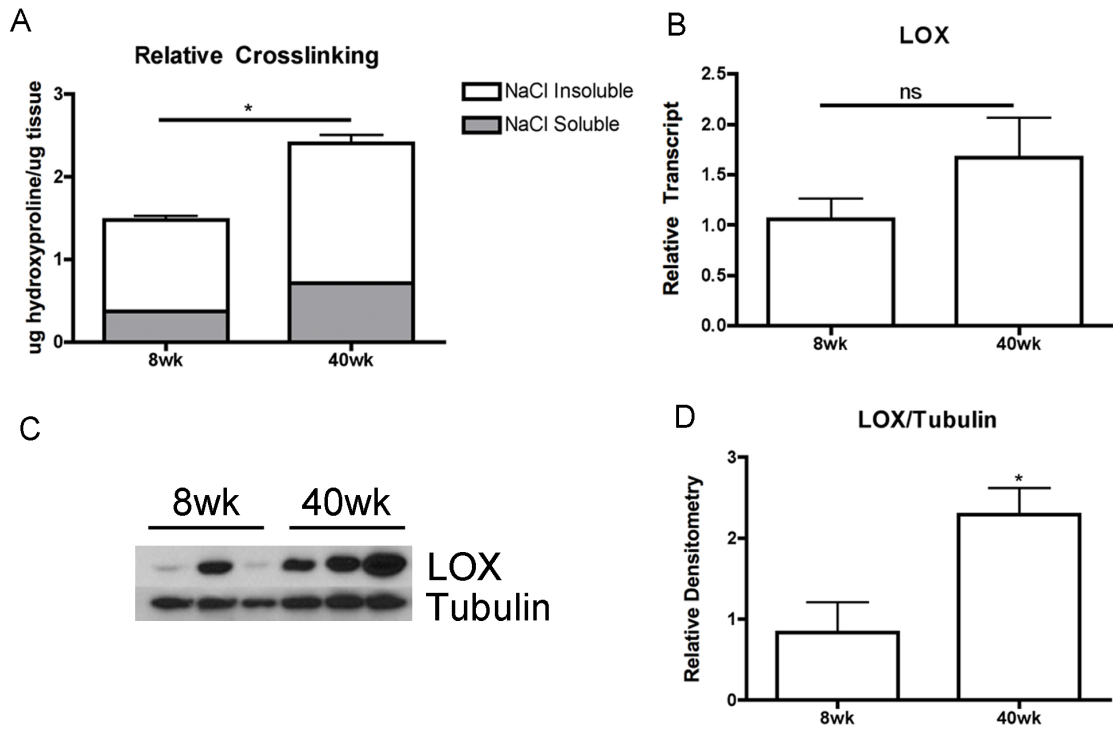 A
Relative Crosslinking
ug hydroxyproline/ug tissue
3
2
1
0
*
8wk
40wk
NaCl Insoluble
NaCl Soluble
B
LOX
Relative Transcript
2.5
2.0
1.5
1.0
0.5
0.0
ns
8wk
40wk
C
8wk 40wk
LOX
Tubulin
D
LOX/Tubulin
Relative Densitometry
3
2
1
0
*
8wk
40wk